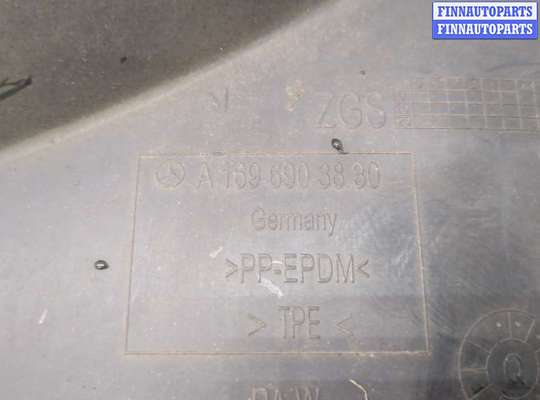 FINNAUTOPARTS
FINNAUTOPARTS
ZGS
A 169 690 38 30
Germany
>PP-EPDM<
> TPE <